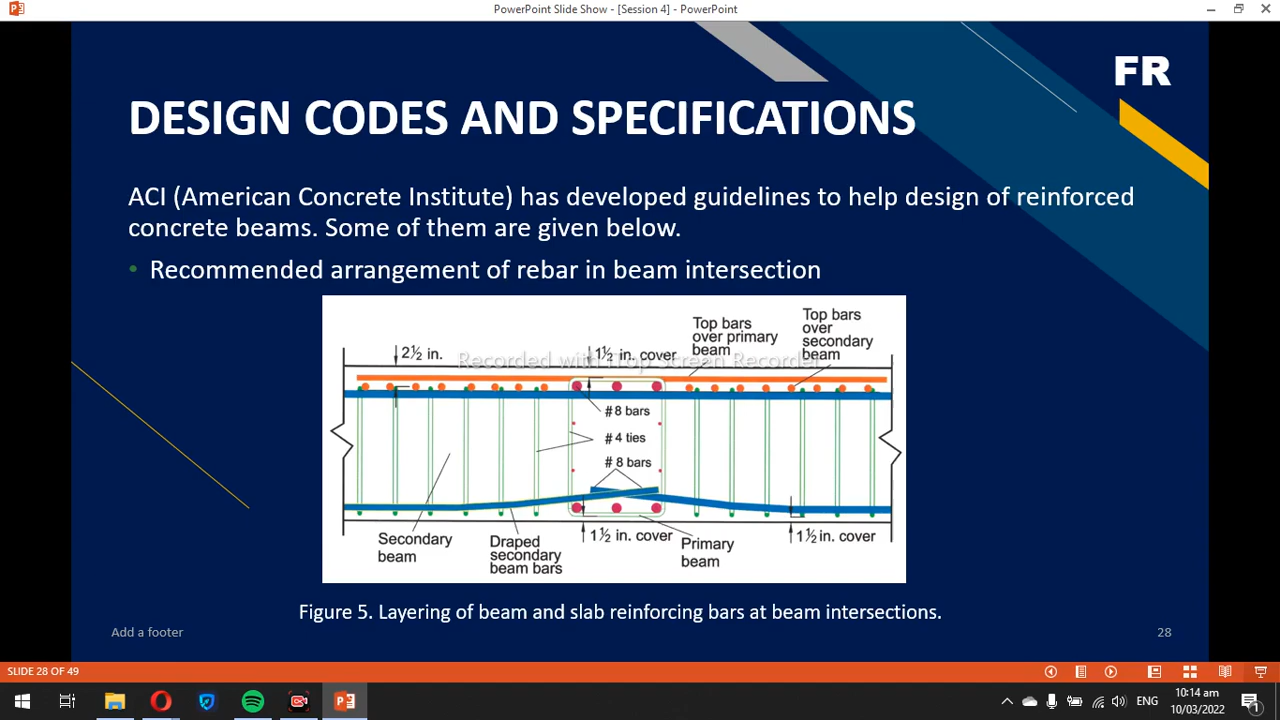 PowerPoint Slide Show - [Session 4] - PowerPoint
FR
DESIGN CODES AND SPECIFICATIONS
ACI (American Concrete Institute) has developed guidelines to help design of reinforced
concrete beams. Some of them are given below.
• Recommended arrangement of rebar in beam intersection
Top bars
over primary
beam
Top bars
over
secondary
beam
2½ in.
1½ in. cover
Recorded with iTop Screen Recorder
#8 bars
#4 ties
#8 bars
Secondary
beam
Draped
secondary
beam bars
1½ in. cover
Primary
beam
1½ in. cover
Figure 5. Layering of beam and slab reinforcing bars at beam intersections.
Add a footer
28
SLIDE 28 OF 49
ENG
10:14 am
10/03/2022